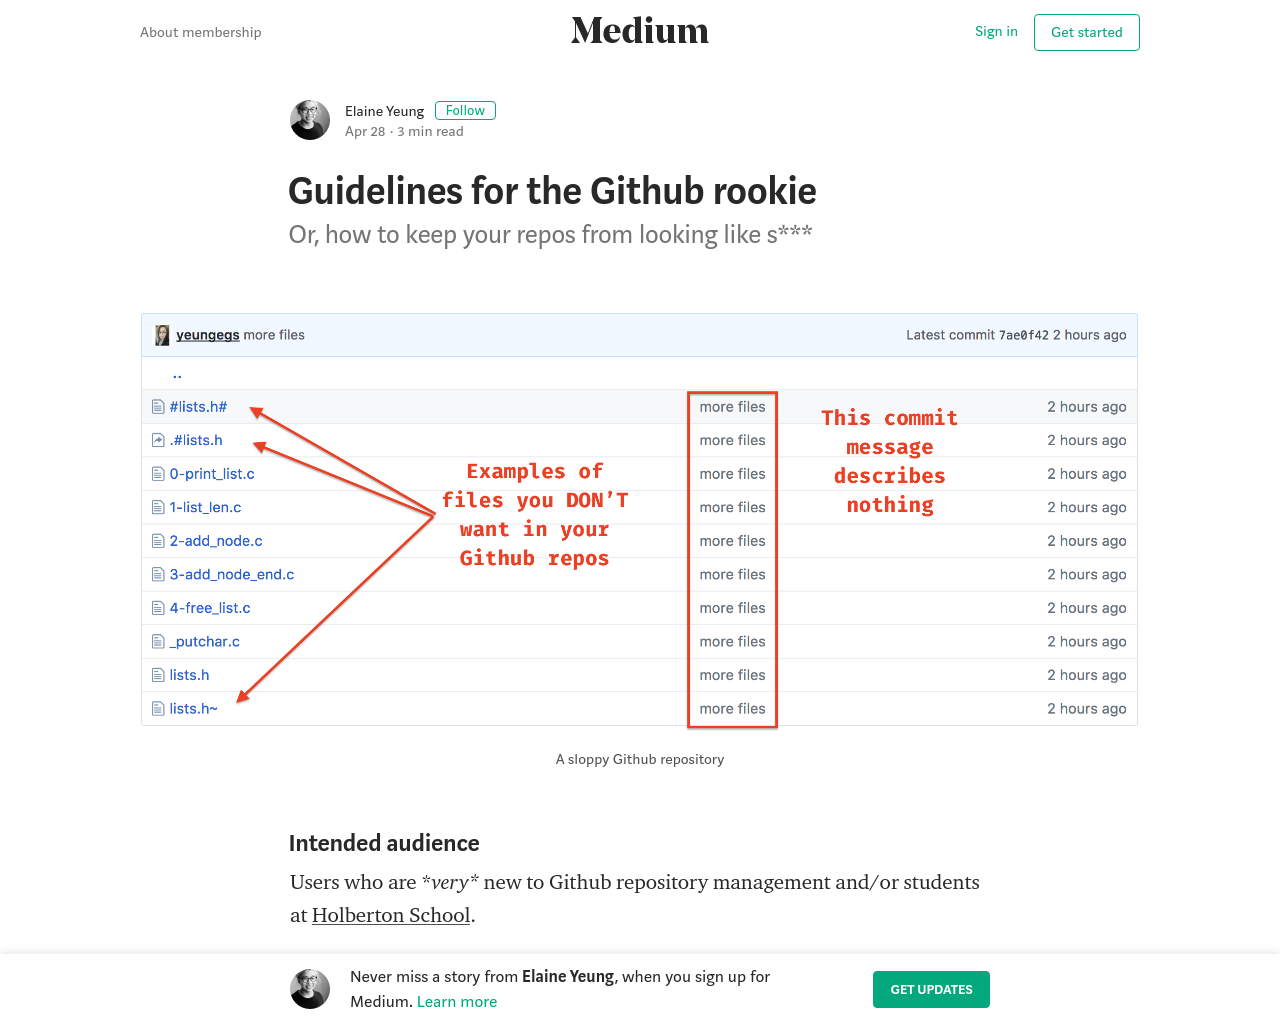 About membership
Medium
Sign in
Get started
Elaine Yeung
Follow
Apr 28 · 3 min read
Guidelines for the Github rookie
Or, how to keep your repos from looking like s***
yeungegs more files
Latest commit 7ae0f42 2 hours ago
..
#lists.h# more files 2 hours ago
.#lists.h more files 2 hours ago
0-print_list.c more files 2 hours ago
1-list_len.c more files 2 hours ago
2-add_node.c more files 2 hours ago
3-add_node_end.c more files 2 hours ago
4-free_list.c more files 2 hours ago
_putchar.c more files 2 hours ago
lists.h more files 2 hours ago
lists.h~ more files 2 hours ago
Examples of
files you DON’T
want in your
Github repos
This commit
message
describes
nothing
A sloppy Github repository
Intended audience
Users who are *very* new to Github repository management and/or students
at Holberton School.
Never miss a story from Elaine Yeung, when you sign up for
Medium. Learn more
GET UPDATES